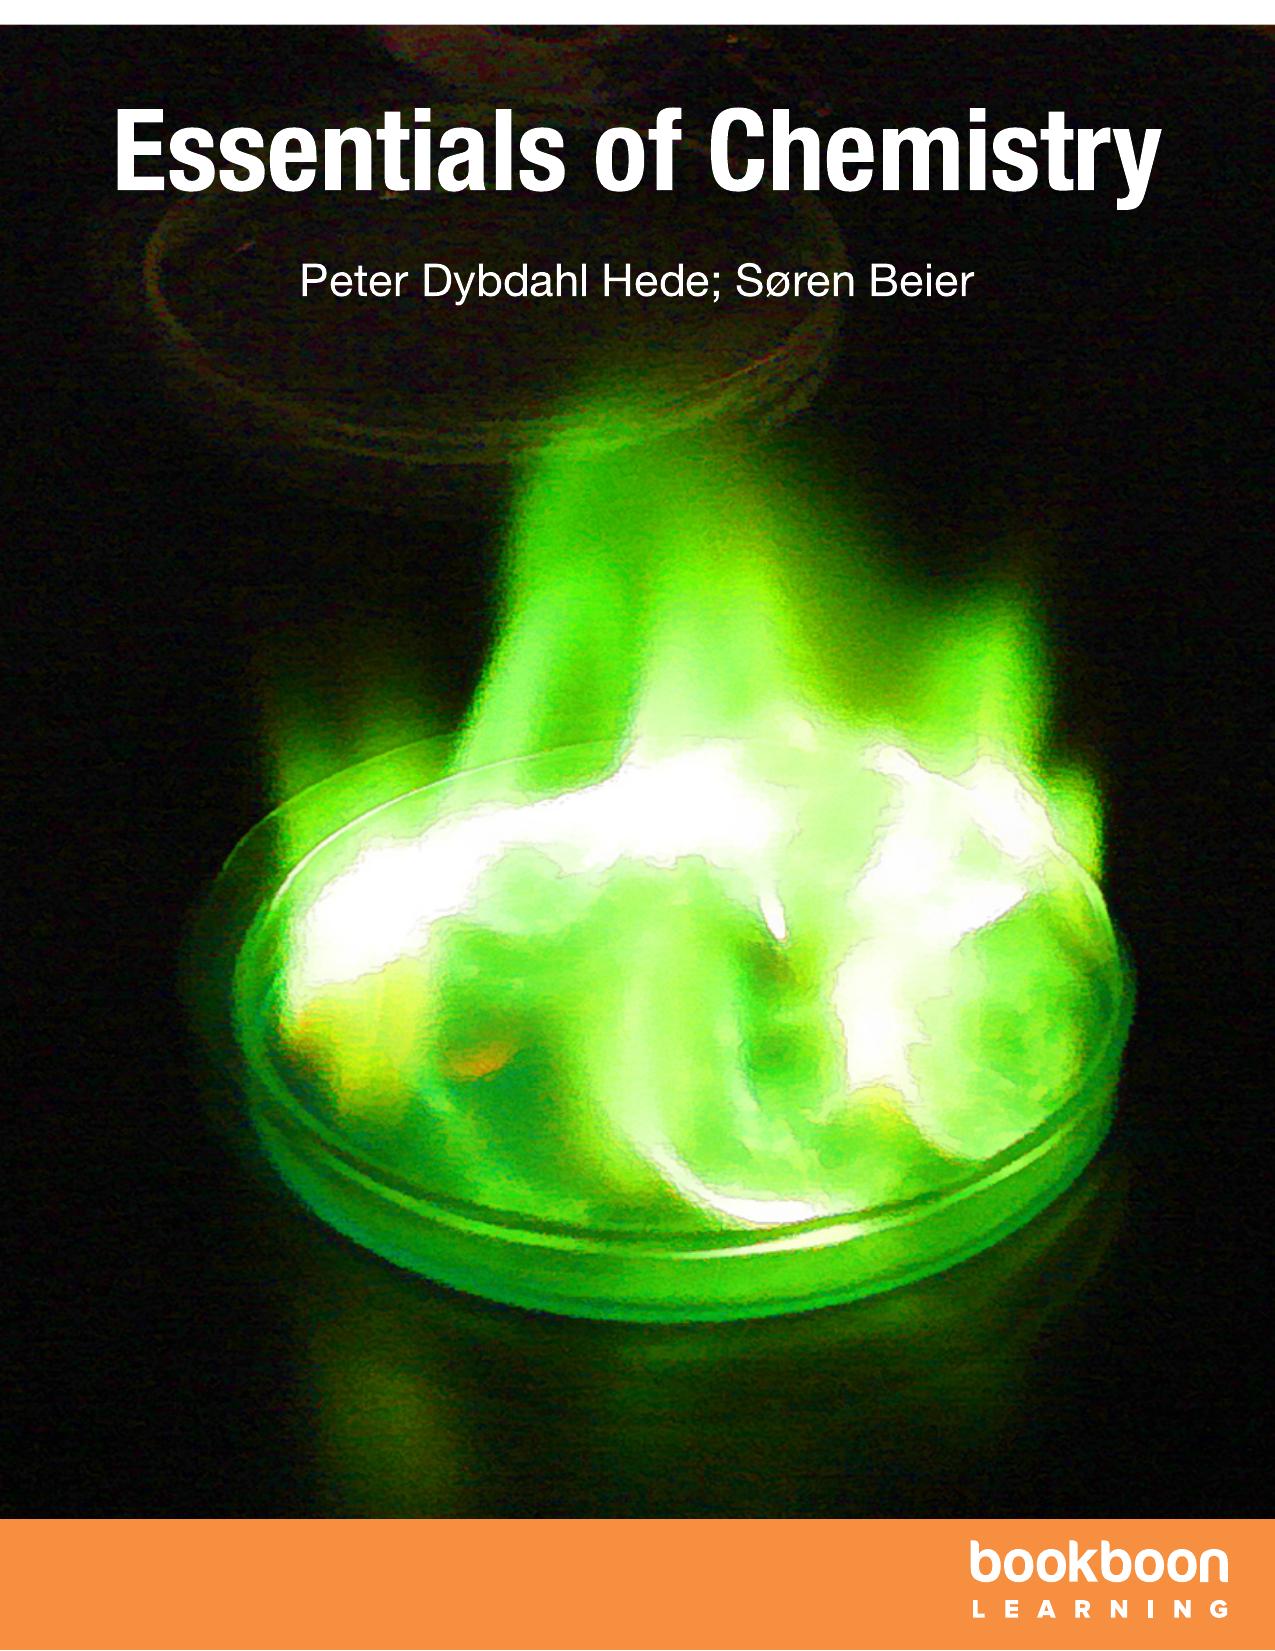 Essentials of Chemistry
Peter Dybdahl Hede; Søren Beier
bookboon
LEARNING